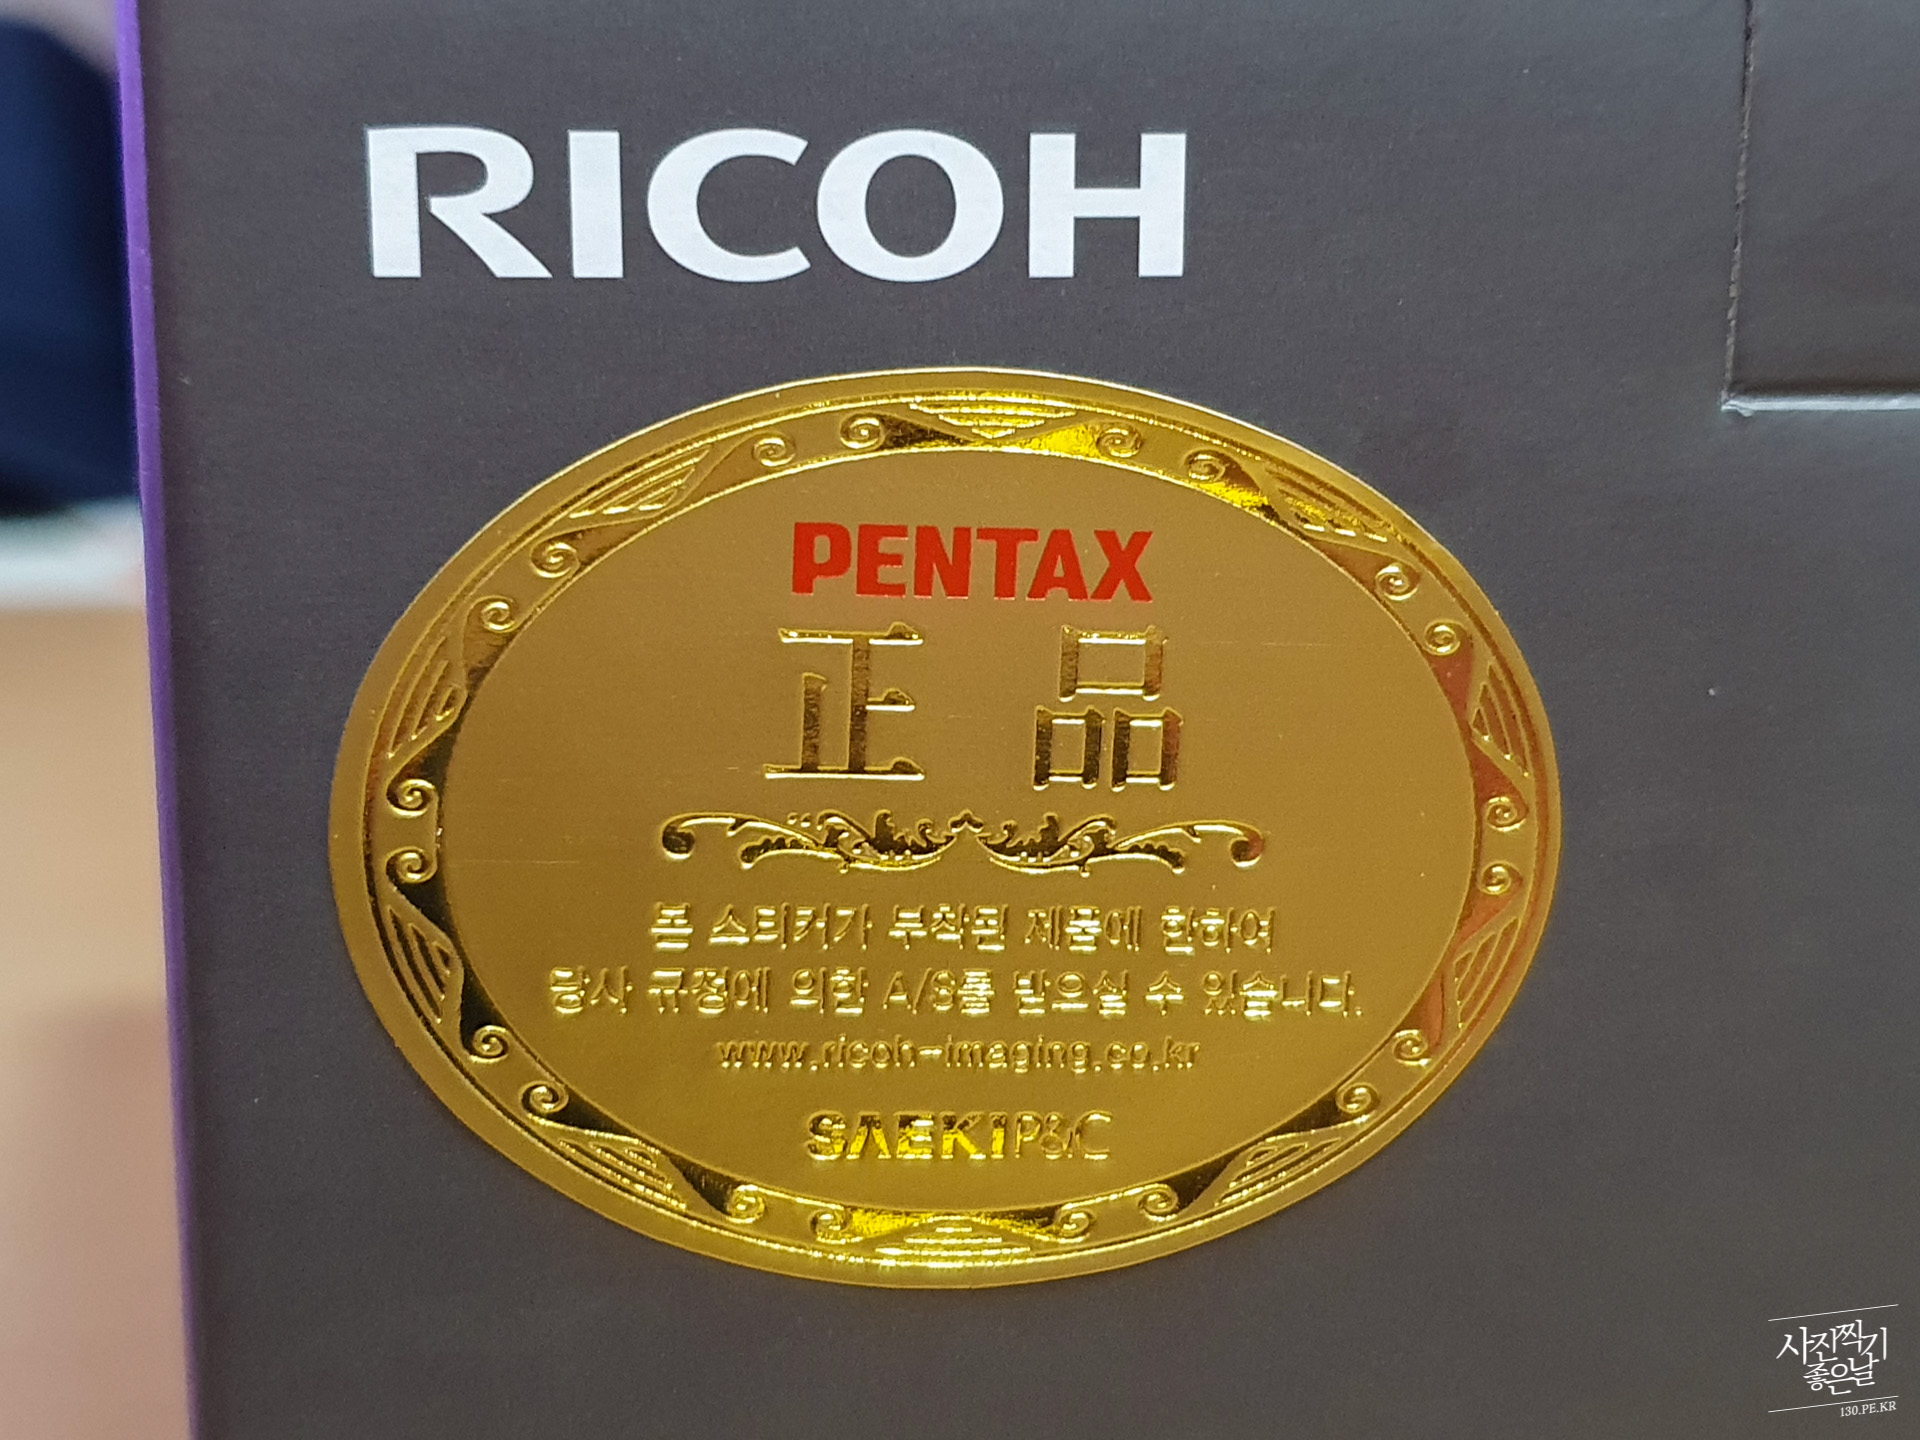 RICOH
PENTAX
正品
본 스티커가 부착된 제품에 한하여
당사 규정에 의한 A/S를 받으실 수 있습니다.
www.ricoh-imaging.co.kr
SAEKI P&C
사진찍기
좋은날
130.PE.KR